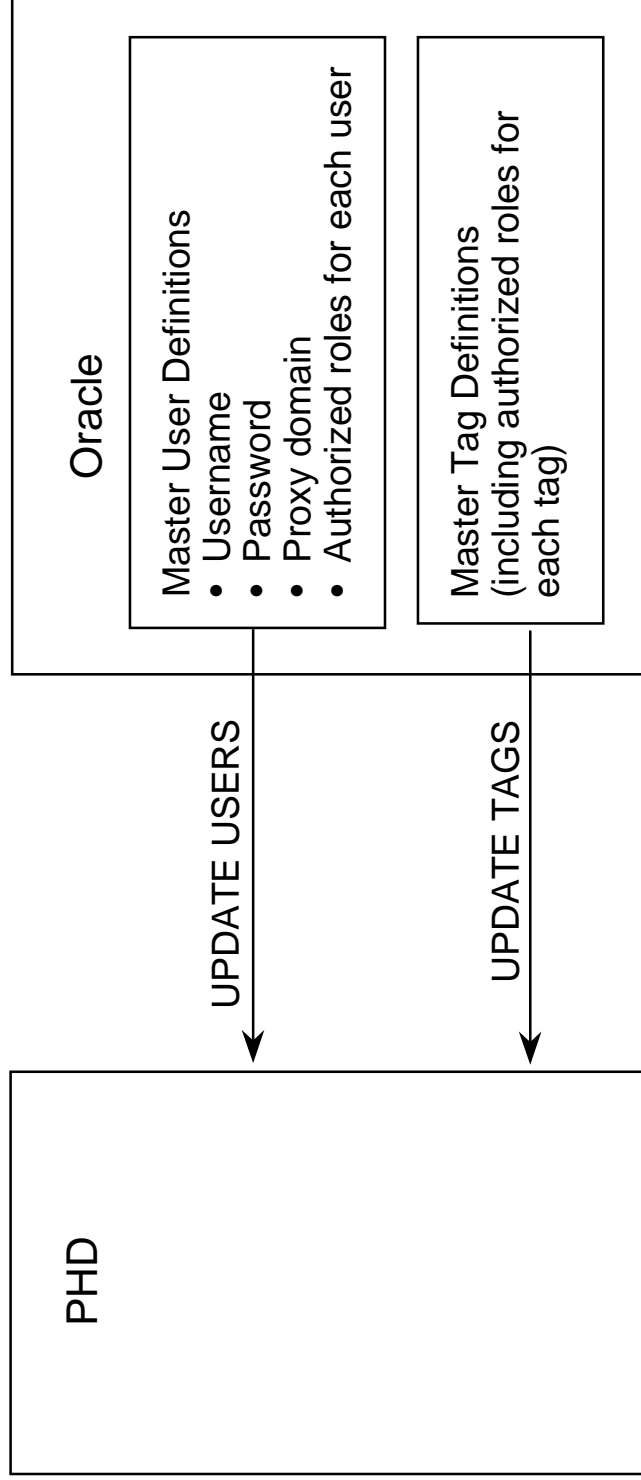 PHD
UPDATE USERS
UPDATE TAGS
Oracle
Master User Definitions
• Username
• Password
• Proxy domain
• Authorized roles for each user
Master Tag Definitions
(including authorized roles for
each tag)